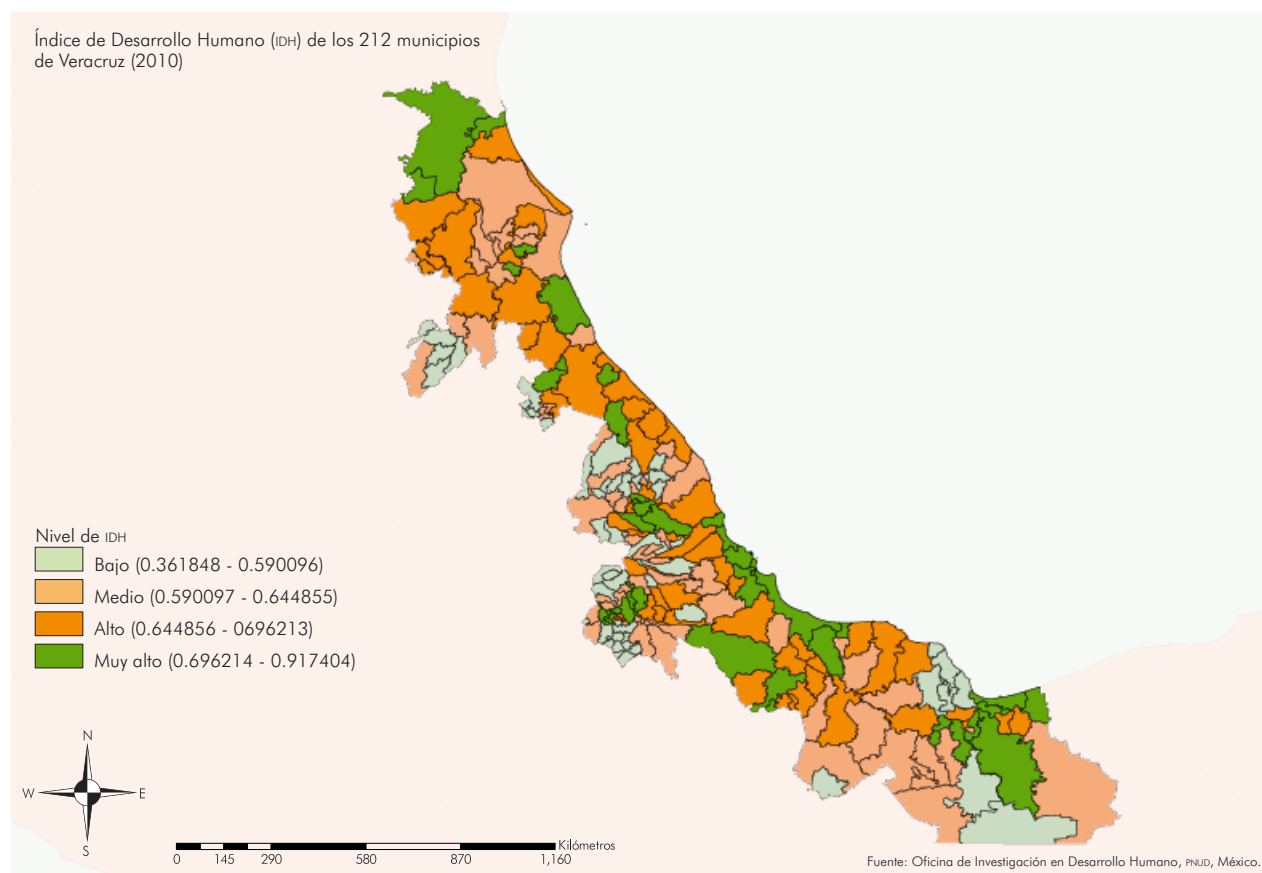 Índice de Desarrollo Humano (IDH) de los 212 municipios
de Veracruz (2010)
Nivel de IDH
Bajo (0.361848 - 0.590096)
Medio (0.590097 - 0.644855)
Alto (0.644856 - 0696213)
Muy alto (0.696214 - 0.917404)
N
W E
S
Kilómetros
0 145 290 580 870 1,160
Fuente: Oficina de Investigación en Desarrollo Humano, PNUD, México.